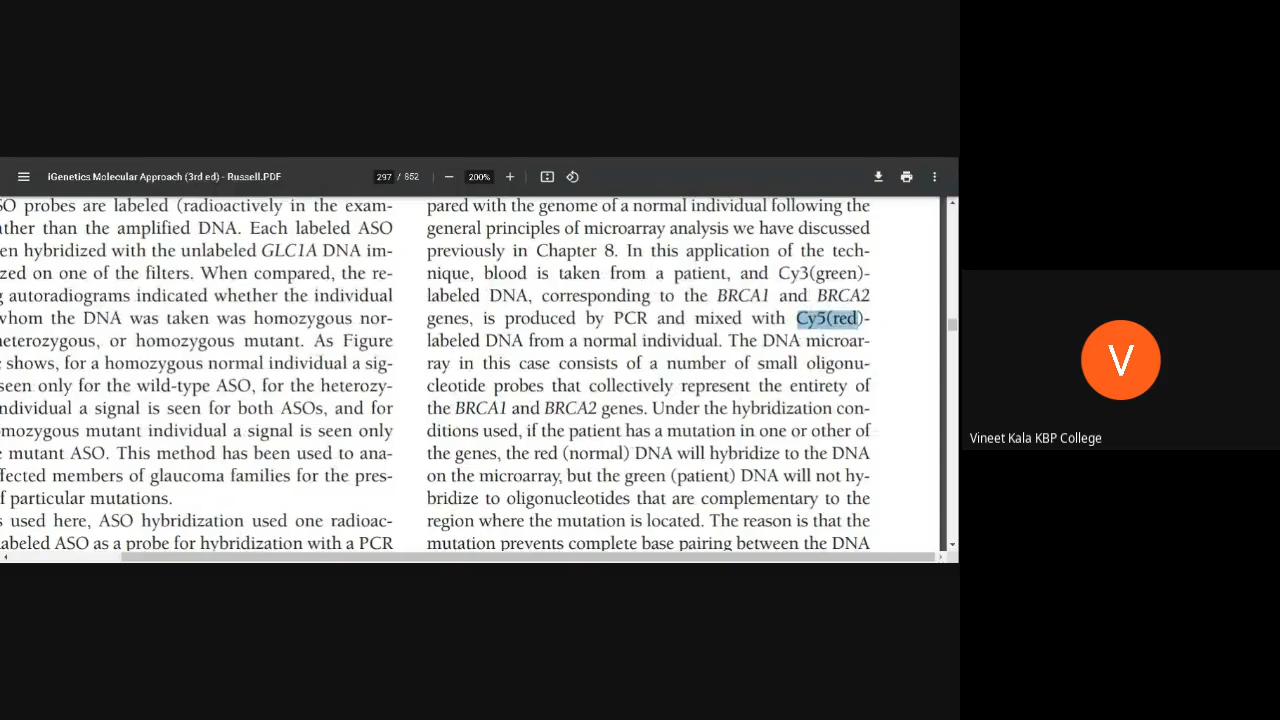 iGenetics Molecular Approach (3rd ed) - Russell.PDF
297 / 852
200%
SO probes are labeled (radioactively in the exam-
ather than the amplified DNA. Each labeled ASO
en hybridized with the unlabeled GLC1A DNA im-
zed on one of the filters. When compared, the re-
g autoradiograms indicated whether the individual
whom the DNA was taken was homozygous nor-
heterozygous, or homozygous mutant. As Figure
shows, for a homozygous normal individual a sig-
seen only for the wild-type ASO, for the heterozy-
ndividual a signal is seen for both ASOs, and for
mozygous mutant individual a signal is seen only
e mutant ASO. This method has been used to ana-
ffected members of glaucoma families for the pres-
f particular mutations.
s used here, ASO hybridization used one radioac-
labeled ASO as a probe for hybridization with a PCR
pared with the genome of a normal individual following the
general principles of microarray analysis we have discussed
previously in Chapter 8. In this application of the tech-
nique, blood is taken from a patient, and Cy3(green)-
labeled DNA, corresponding to the BRCA1 and BRCA2
genes, is produced by PCR and mixed with Cy5(red)-
labeled DNA from a normal individual. The DNA microar-
ray in this case consists of a number of small oligonu-
cleotide probes that collectively represent the entirety of
the BRCA1 and BRCA2 genes. Under the hybridization con-
ditions used, if the patient has a mutation in one or other of
the genes, the red (normal) DNA will hybridize to the DNA
on the microarray, but the green (patient) DNA will not hy-
bridize to oligonucleotides that are complementary to the
region where the mutation is located. The reason is that the
mutation prevents complete base pairing between the DNA
V
Vineet Kala KBP College